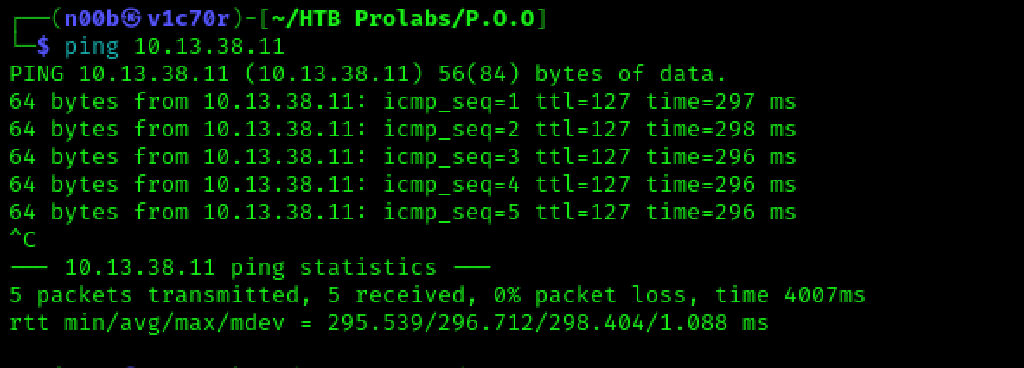 ┌──(n00b㉿v1c70r)-[~/HTB Prolabs/P.O.O]
└─$ ping 10.13.38.11
PING 10.13.38.11 (10.13.38.11) 56(84) bytes of data.
64 bytes from 10.13.38.11: icmp_seq=1 ttl=127 time=297 ms
64 bytes from 10.13.38.11: icmp_seq=2 ttl=127 time=298 ms
64 bytes from 10.13.38.11: icmp_seq=3 ttl=127 time=296 ms
64 bytes from 10.13.38.11: icmp_seq=4 ttl=127 time=296 ms
64 bytes from 10.13.38.11: icmp_seq=5 ttl=127 time=296 ms
^C
--- 10.13.38.11 ping statistics ---
5 packets transmitted, 5 received, 0% packet loss, time 4007ms
rtt min/avg/max/mdev = 295.539/296.712/298.404/1.088 ms